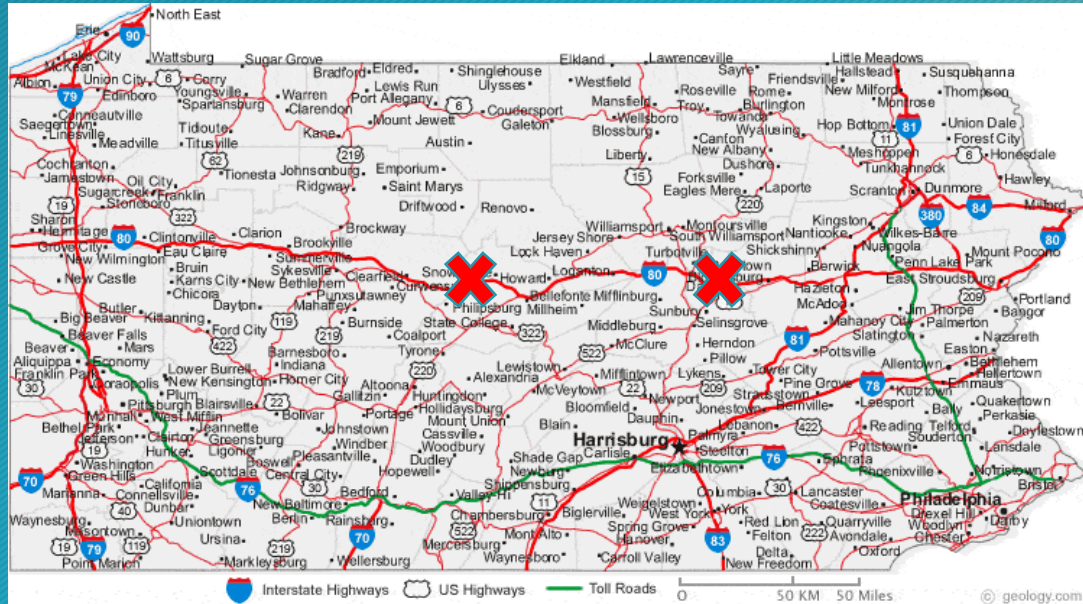 North East
Erie
90
Lake City
McKean
Wattsburg
Sugar Grove
Elkland
Lawrenceville
Little Meadows
Albion
Union City
6
Corry
Bradford
Eldred
Shinglehouse
Sayre
Friendsville
Hallstead
Susquehanna
79
Edinboro
Youngsville
Warren
Lewis Run
Ulysses
Westfield
Roseville
Rome
New Milford
Thompson
Spartansburg
Clarendon
Port Allegany
6
Coudersport
Mansfield
Troy
Burlington
Montrose
Conneautville
Mount Jewett
Galeton
Wellsboro
Towanda
Saegertown
Tidioute
Kane
Blossburg
Wyalusing
Hop Bottom
81
Union Dale
Linesville
Meadville
Titusville
Austin
Canton
11
Forest City
62
219
Liberty
New Albany
Meshoppen
6
Honesdale
Cochranton
Tionesta
Johnsonburg
Emporium
Dushore
Tunkhannock
Jamestown
Oil City
Ridgway
Saint Marys
15
Forksville
Laporte
Scranton
Dunmore
Hawley
Sugarcreek
Franklin
Driftwood
Renovo
Eagles Mere
220
380
84
Milford
19
Stoneboro
322
Brockway
Williamsport
Montoursville
Kingston
Sharon
Hermitage
80
Clintonville
Clarion
Jersey Shore
South Williamsport
Nanticoke
Wilkes-Barre
80
Grove City
Eau Claire
Brookville
Lock Haven
Turbotville
Shickshinny
Nuangola
Mount Pocono
New Wilmington
Summerville
Loganton
80
Berwick
Penn Lake Park
New Castle
Bruin
Sykesville
Clearfield
Howard
East Stroudsburg
Karns City
New Bethlehem
Hazleton
209
Chicora
Punxsutawney
Philipsburg
Bellefonte
Mifflinburg
McAdoo
Portland
Butler
Dayton
Mahaffey
Millheim
Sunbury
Jim Thorpe
Bangor
Big Beaver
Kittanning
119
Burnside
State College
322
Selinsgrove
Mahanoy City
Palmerton
Beaver Falls
Ford City
219
Coalport
Middleburg
81
Slatington
Nazareth
Beaver
Mars
422
Tyrone
522
McClure
Herndon
Pottsville
Easton
Aliquippa
Economy
Barnesboro
Lewistown
Pillow
Allentown
Bethlehem
Franklin Park
Lower Burrell
Indiana
220
Mifflintown
Lykens
Tower City
78
Hellertown
30
Coraopolis
New Kensington
Homer City
Altoona
Alexandria
22
209
Pine Grove
Emmaus
Plum
Gallitzin
Huntingdon
McVeytown
Newport
Strausstown
Kutztown
Pittsburgh
Blairsville
22
Hollidaysburg
Bloomfield
Jonestown
Bernville
Leesport
Quakertown
Munhall
West Mifflin
Bolivar
Portage
Mount Union
Dauphin
Lebanon
422
Bally
Perkasie
Bethel Park
Jeannette
Johnstown
Cassville
Blain
Palmyra
Reading
Telford
Doylestown
Jefferson
Clairton
Greensburg
Windber
Woodbury
Harrisburg
Steelton
Souderton
19
Hunker
Ligonier
Pleasantville
Dudley
Shade Gap
Carlisle
76
Pottstown
Lansdale
Washington
Boswell
Hopewell
Newburg
Elizabethtown
Ephrata
Phoenixville
Norristown
70
Green Hills
Scottdale
Central City
Shippensburg
Marianna
California
76
30
Bedford
Valley Hi
11
Columbia
30
Lancaster
Philadelphia
Bristol
Connellsville
New Baltimore
Chambersburg
Weigelstown
Coatesville
40
Dunbar
Berlin
Rainsburg
Biglerville
West York
York
Drexel Hill
Waynesburg
Masontown
Uniontown
522
Spring Grove
Red Lion
Quarryville
Woodlyn
Darby
19
79
119
Ursina
219
70
Mercersburg
Mont Alto
Hanover
83
Felton
222
Avondale
Chester
Point Marion
Markleysburg
Wellersburg
Waynesboro
Carroll Valley
Delta
Oxford
New Freedom
Interstate Highways
US Highways
Toll Roads
0
50 KM
50 Miles
© geology.com